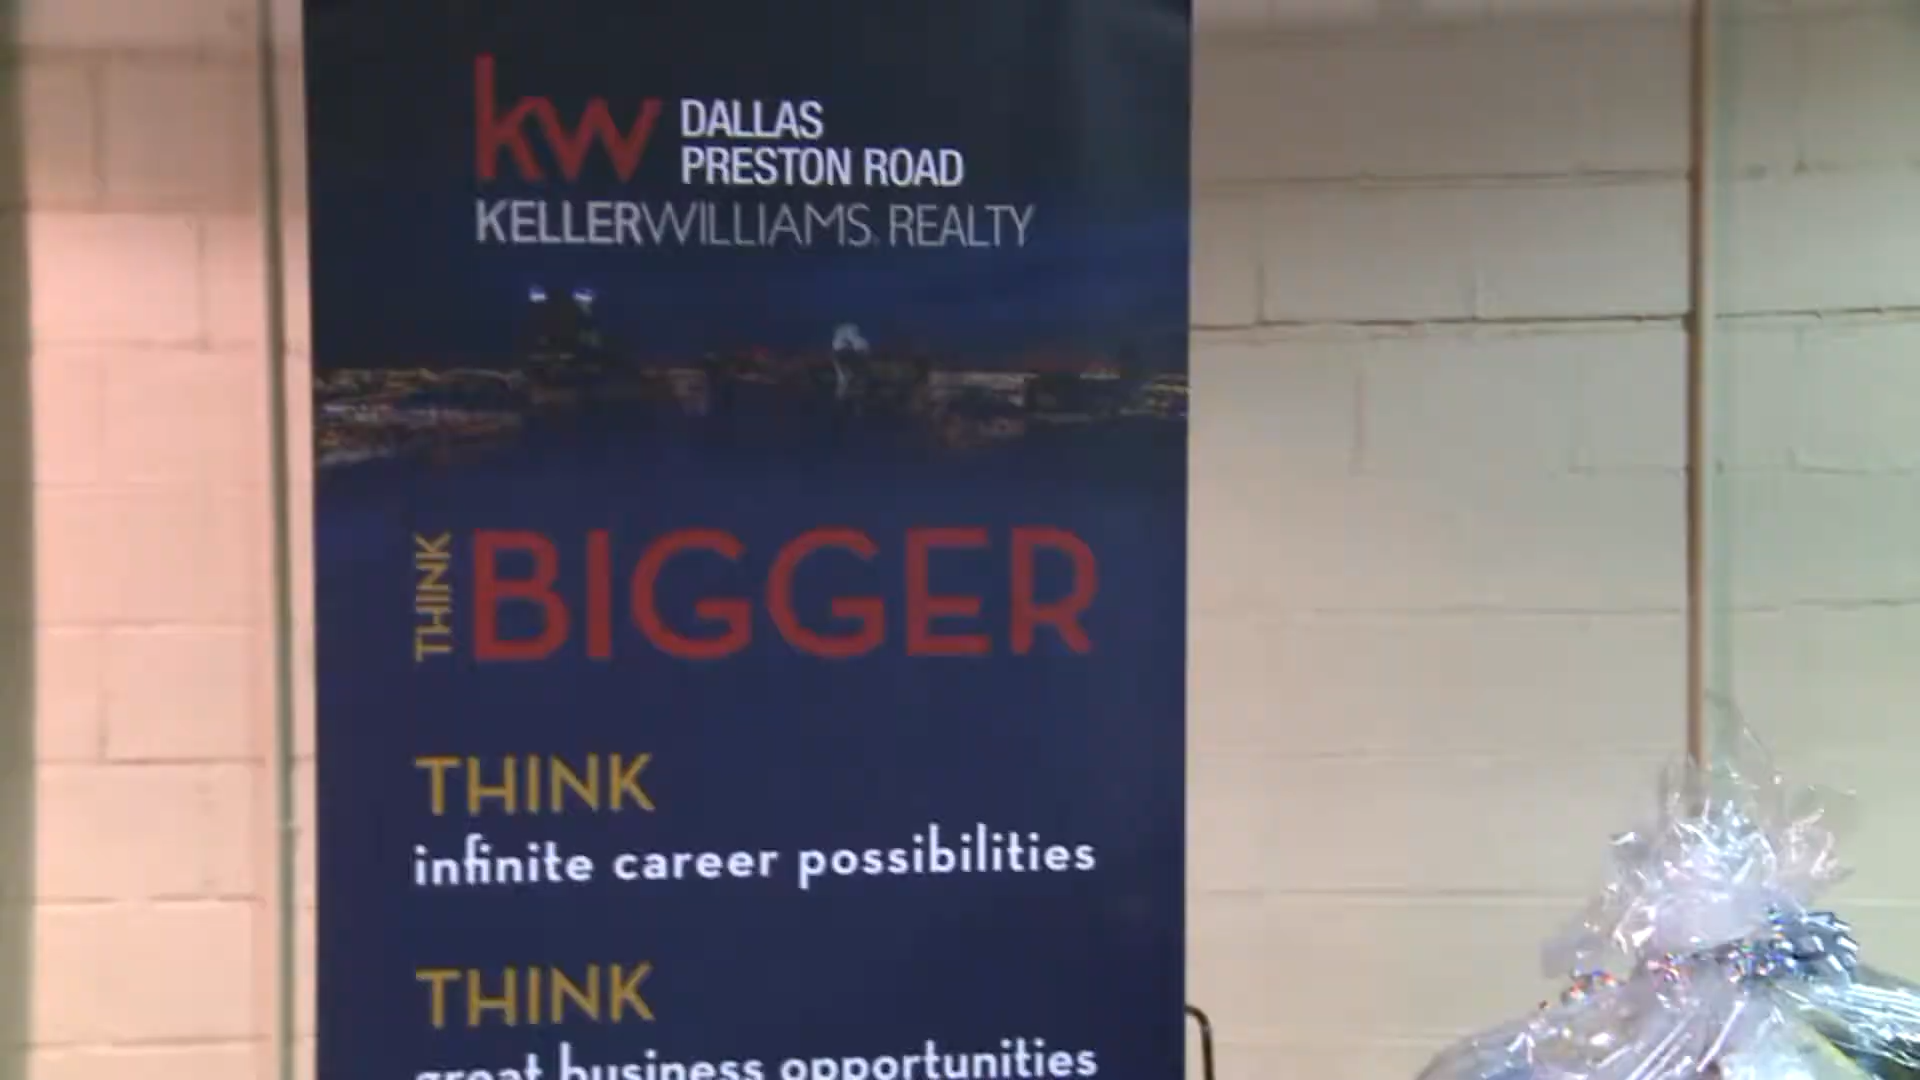 kw DALLAS
PRESTON ROAD
KELLERWILLIAMS. REALTY
THINK BIGGER
THINK
infinite career possibilities
THINK
great business opportunities